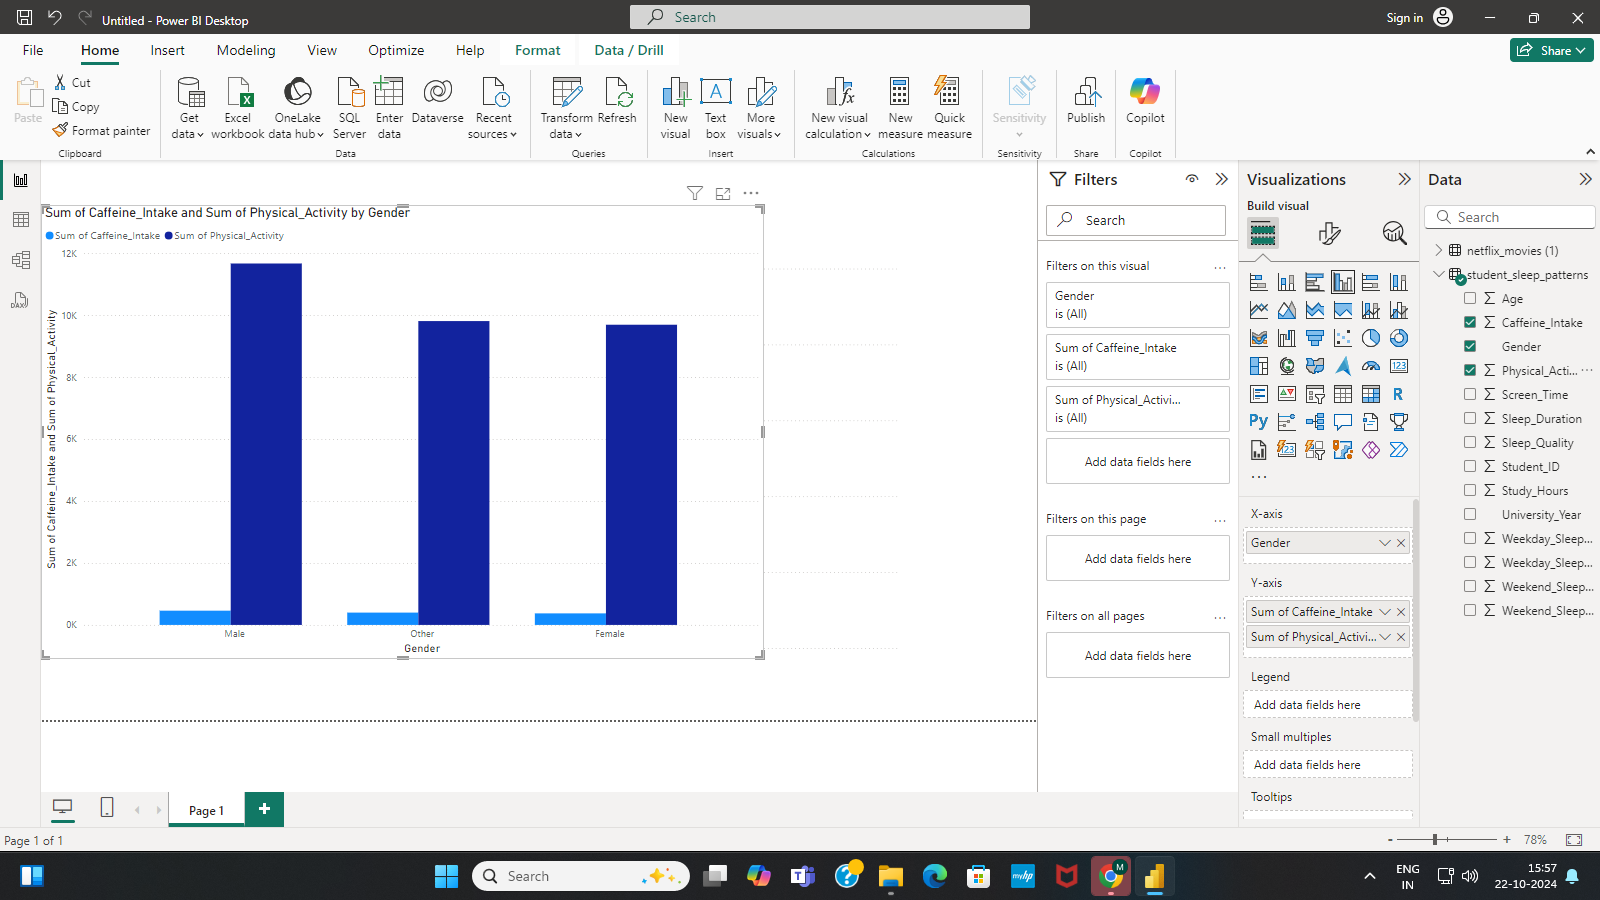 Untitled - Power BI Desktop
Search
Sign in
File
Home
Insert
Modeling
View
Optimize
Help
Format
Data / Drill
Share
Paste
Cut
Copy
Format painter
Clipboard
Get data
Excel workbook
OneLake data hub
SQL Server
Enter data
Dataverse
Recent sources
Data
Transform data
Refresh
Queries
New visual
Text box
More visuals
Insert
New visual calculation
New measure
Quick measure
Calculations
Sensitivity
Sensitivity
Publish
Share
Copilot
Copilot
Sum of Caffeine_Intake and Sum of Physical_Activity by Gender
Sum of Caffeine_Intake
Sum of Physical_Activity
Sum of Caffeine_Intake and Sum of Physical_Activity
12K
10K
8K
6K
4K
2K
0K
Male
Other
Female
Gender
Filters
Search
Filters on this visual
Gender
is (All)
Sum of Caffeine_Intake
is (All)
Sum of Physical_Activi...
is (All)
Add data fields here
Filters on this page
Add data fields here
Filters on all pages
Add data fields here
Visualizations
Build visual
123
R
Py
123
X-axis
Gender
Y-axis
Sum of Caffeine_Intake
Sum of Physical_Activi...
Legend
Add data fields here
Small multiples
Add data fields here
Tooltips
Data
Search
netflix_movies (1)
student_sleep_patterns
Age
Caffeine_Intake
Gender
Physical_Acti...
Screen_Time
Sleep_Duration
Sleep_Quality
Student_ID
Study_Hours
University_Year
Weekday_Sleep...
Weekday_Sleep...
Weekend_Sleep...
Weekend_Sleep...
DAX
Page 1
Page 1 of 1
78%
Search
myhp
M
ENG
IN
15:57
22-10-2024